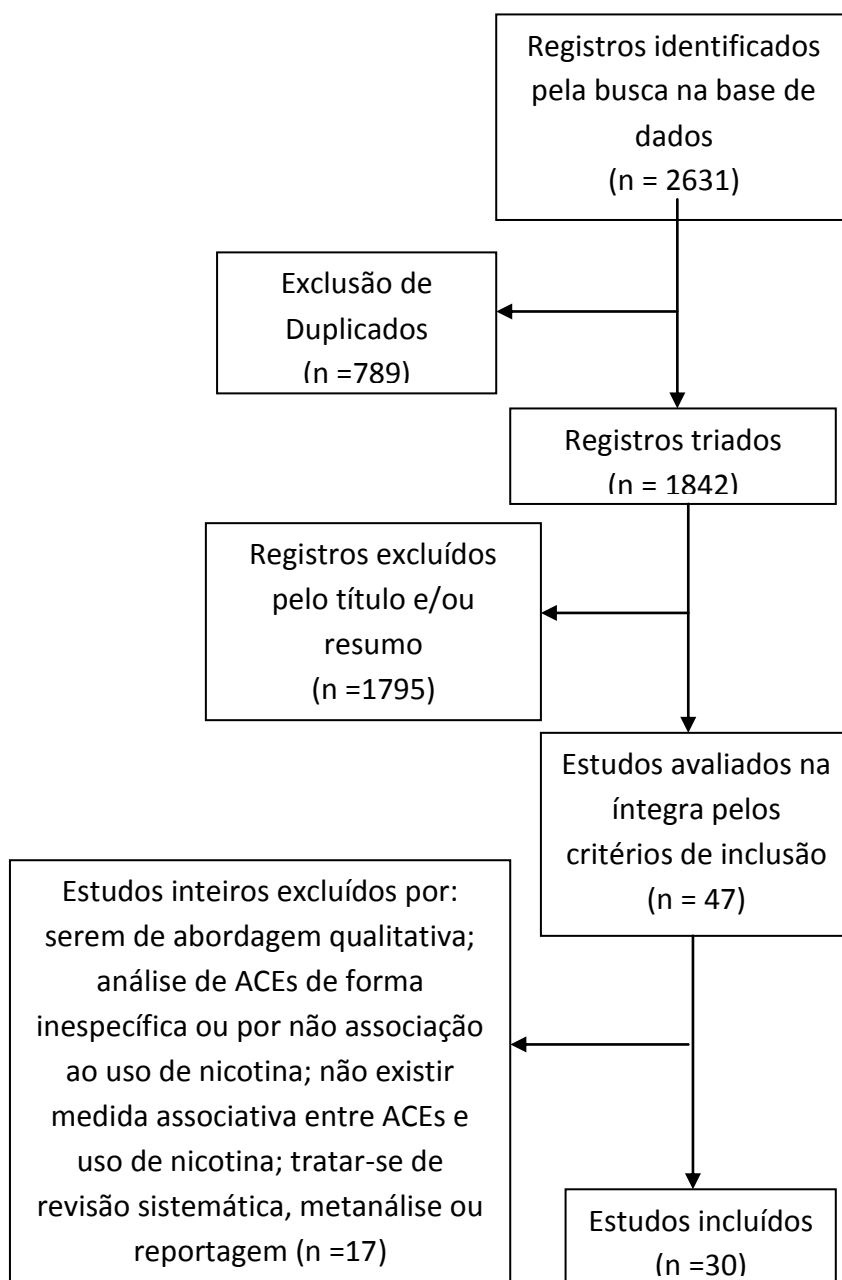 Registros identificados
pela busca na base de
dados
(n = 2631)
Exclusão de
Duplicados
(n =789)
Registros triados
(n = 1842)
Registros excluídos
pelo título e/ou
resumo
(n =1795)
Estudos avaliados na
íntegra pelos
critérios de inclusão
(n = 47)
Estudos inteiros excluídos por:
serem de abordagem qualitativa;
análise de ACEs de forma
inespecífica ou por não associação
ao uso de nicotina; não existir
medida associativa entre ACEs e
uso de nicotina; tratar-se de
revisão sistemática, metanálise ou
reportagem (n =17)
Estudos incluídos
(n =30)